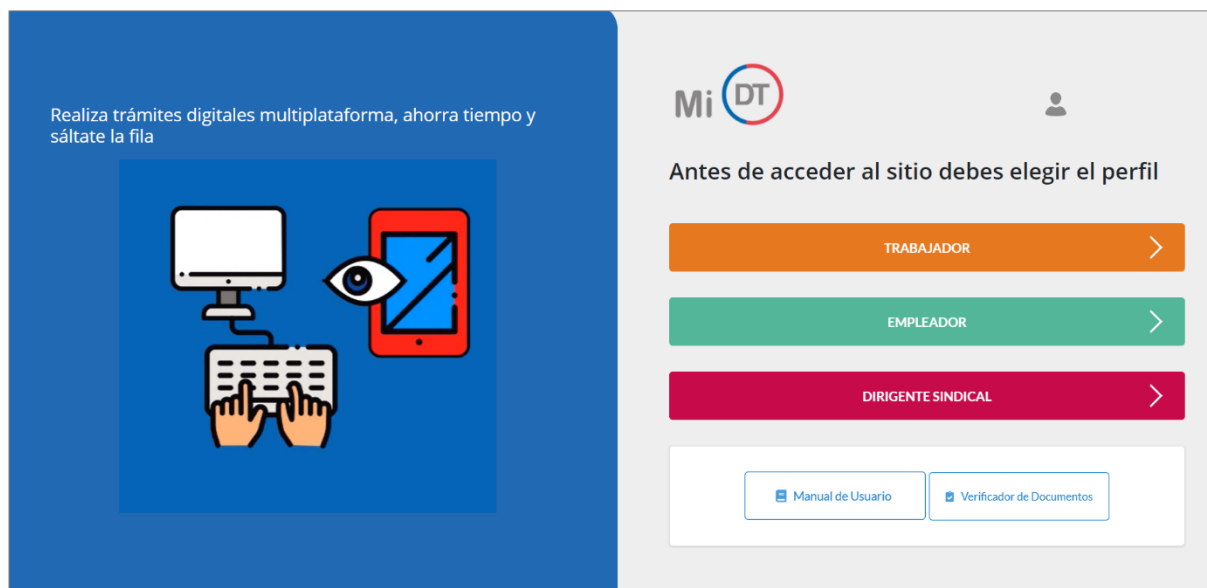 Realiza trámites digitales multiplataforma, ahorra tiempo y
sáltate la fila
Mi DT
Antes de acceder al sitio debes elegir el perfil
TRABAJADOR
EMPLEADOR
DIRIGENTE SINDICAL
Manual de Usuario
Verificador de Documentos